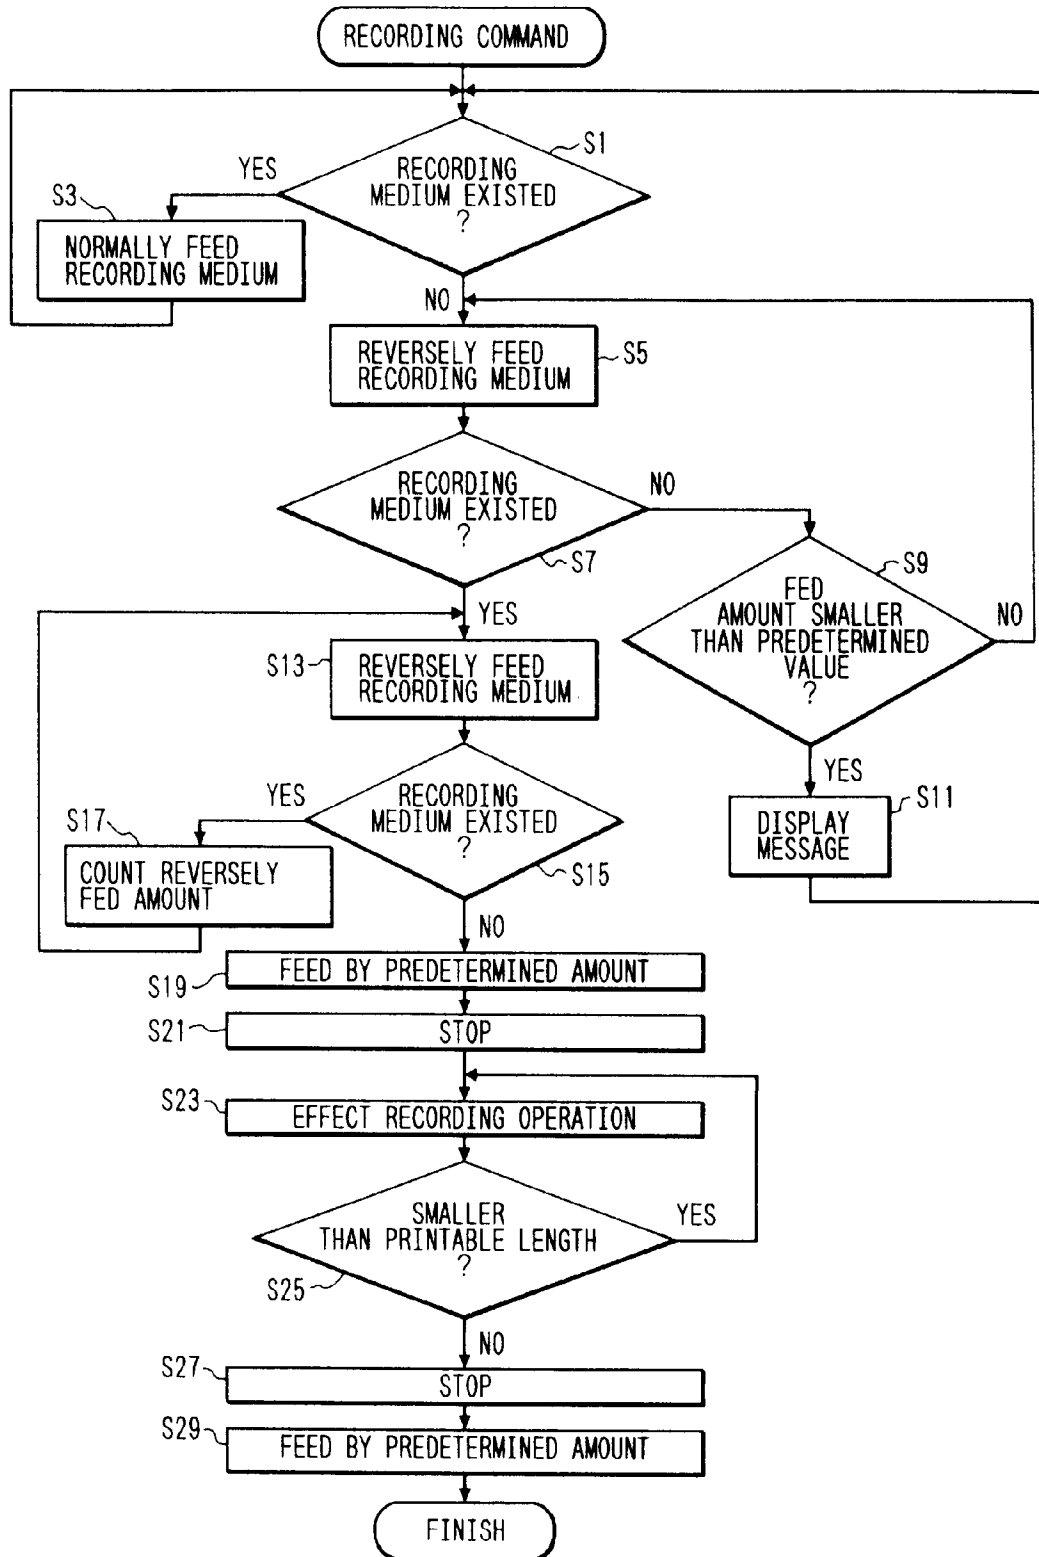 RECORDING COMMAND
S1
YES
RECORDING
MEDIUM EXISTED
?
S3
NORMALLY FEED
RECORDING MEDIUM
NO
REVERSELY FEED
RECORDING MEDIUM
S5
RECORDING
MEDIUM EXISTED
?
NO
S7
S9
FED
AMOUNT SMALLER
THAN PREDETERMINED
VALUE
?
NO
YES
S13
REVERSELY FEED
RECORDING MEDIUM
YES
S11
DISPLAY
MESSAGE
YES
RECORDING
MEDIUM EXISTED
?
S15
S17
COUNT REVERSELY
FED AMOUNT
NO
S19
FEED BY PREDETERMINED AMOUNT
S21
STOP
S23
EFFECT RECORDING OPERATION
SMALLER
THAN PRINTABLE LENGTH
?
YES
S25
NO
S27
STOP
S29
FEED BY PREDETERMINED AMOUNT
FINISH